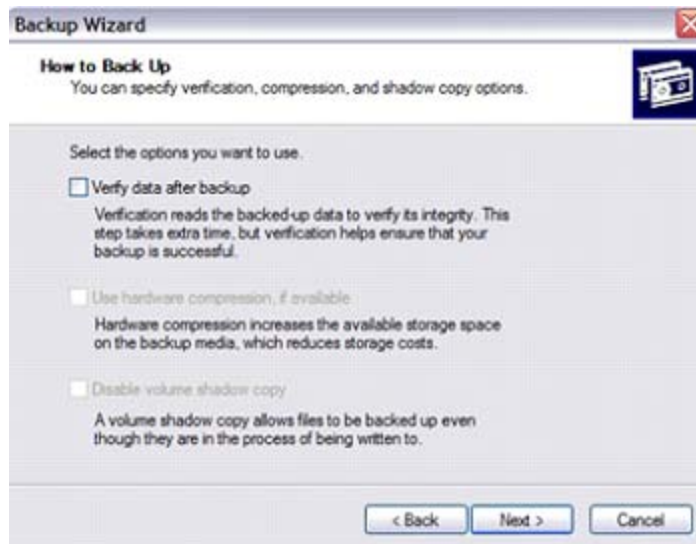 Backup Wizard
How to Back Up
You can specify verification, compression, and shadow copy options.
Select the options you want to use.
Verify data after backup
Verification reads the backed-up data to verify its integrity. This
step takes extra time, but verification helps ensure that your
backup is successful.
Use hardware compression, if available
Hardware compression increases the available storage space
on the backup media, which reduces storage costs.
Disable volume shadow copy
A volume shadow copy allows files to be backed up even
though they are in the process of being written to.
< Back
Next >
Cancel